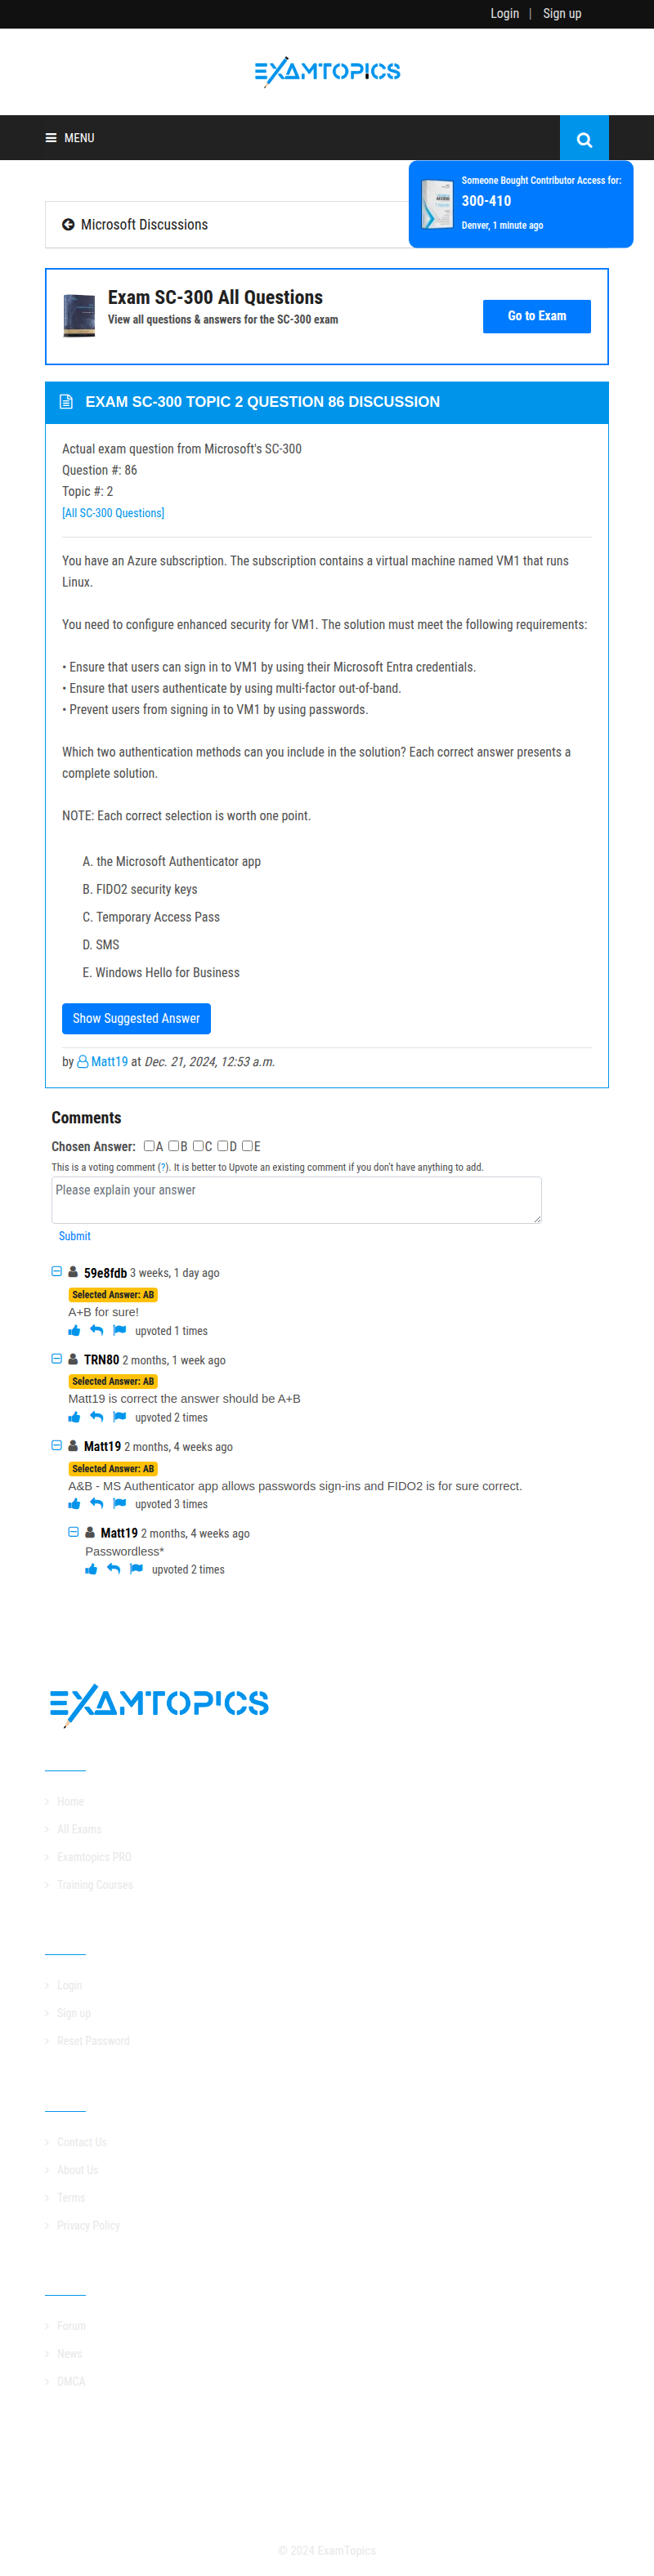 Login | Sign up
EXAMTOPICS
MENU
Someone Bought Contributor Access for:
300-410
Denver, 1 minute ago
Microsoft Discussions
Exam SC-300 All Questions
View all questions & answers for the SC-300 exam
Go to Exam
EXAM SC-300 TOPIC 2 QUESTION 86 DISCUSSION
Actual exam question from Microsoft's SC-300
Question #: 86
Topic #: 2
[All SC-300 Questions]
You have an Azure subscription. The subscription contains a virtual machine named VM1 that runs
Linux.
You need to configure enhanced security for VM1. The solution must meet the following requirements:
• Ensure that users can sign in to VM1 by using their Microsoft Entra credentials.
• Ensure that users authenticate by using multi-factor out-of-band.
• Prevent users from signing in to VM1 by using passwords.
Which two authentication methods can you include in the solution? Each correct answer presents a
complete solution.
NOTE: Each correct selection is worth one point.
A. the Microsoft Authenticator app
B. FIDO2 security keys
C. Temporary Access Pass
D. SMS
E. Windows Hello for Business
Show Suggested Answer
by Matt19 at Dec. 21, 2024, 12:53 a.m.
Comments
Chosen Answer: A B C D E
This is a voting comment (?). It is better to Upvote an existing comment if you don't have anything to add.
Please explain your answer
Submit
59e8fdb 3 weeks, 1 day ago
Selected Answer: AB
A+B for sure!
upvoted 1 times
TRN80 2 months, 1 week ago
Selected Answer: AB
Matt19 is correct the answer should be A+B
upvoted 2 times
Matt19 2 months, 4 weeks ago
Selected Answer: AB
A&B - MS Authenticator app allows passwords sign-ins and FIDO2 is for sure correct.
upvoted 3 times
Matt19 2 months, 4 weeks ago
Passwordless*
upvoted 2 times
EXAMTOPICS
Home
All Exams
Examtopics PRO
Training Courses
Login
Sign up
Reset Password
Contact Us
About Us
Terms
Privacy Policy
Forum
News
DMCA
© 2024 ExamTopics